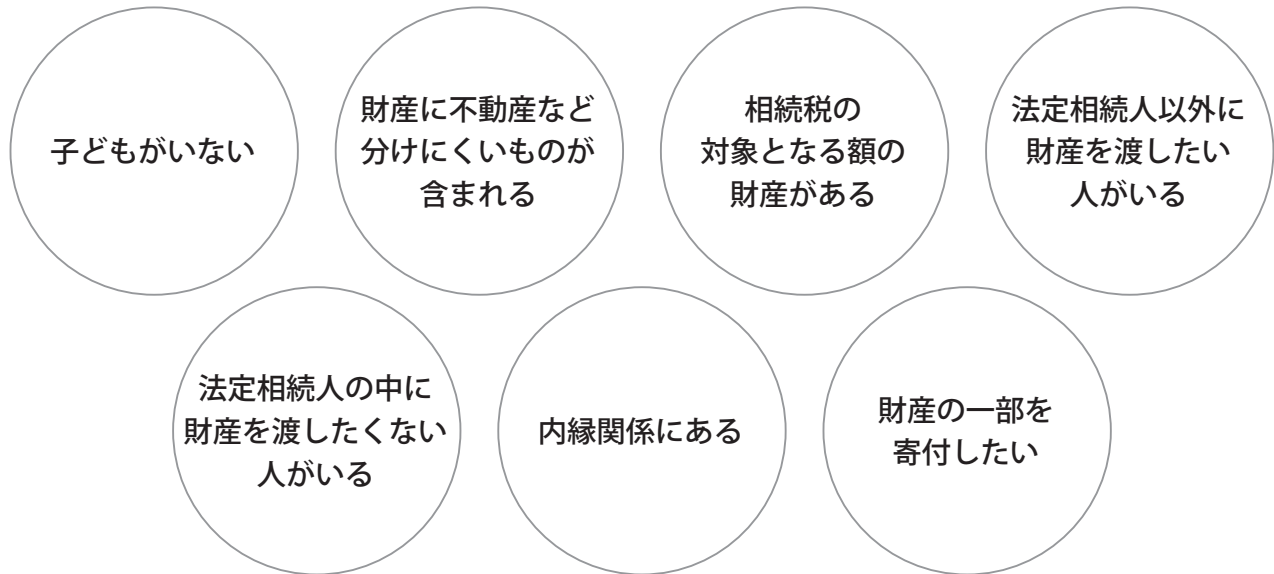 子どもがいない
財産に不動産など
分けにくいものが
含まれる
相続税の
対象となる額の
財産がある
法定相続人以外に
財産を渡したい
人がいる
法定相続人の中に
財産を渡したくない
人がいる
内縁関係にある
財産の一部を
寄付したい